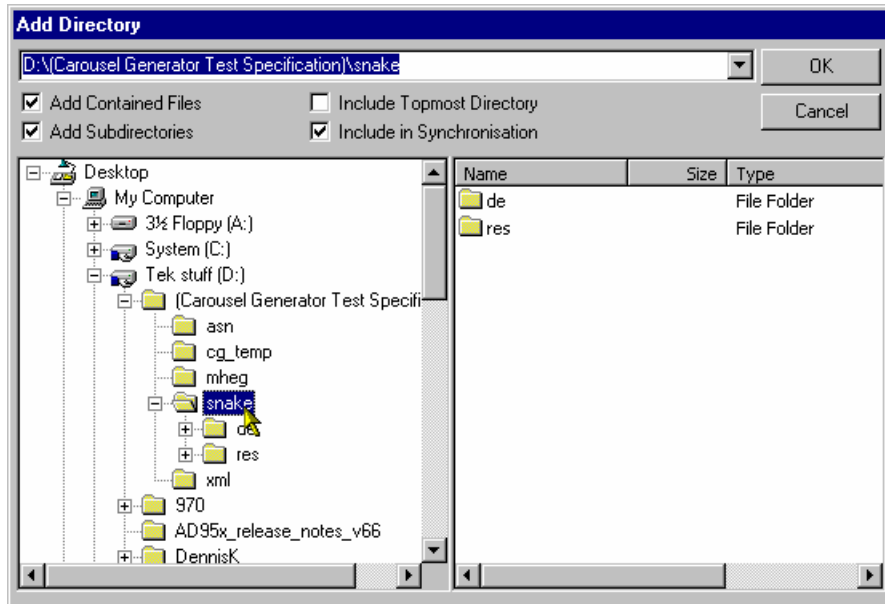 Add Directory
D:\(Carousel Generator Test Specification)\snake
OK
Add Contained Files
Include Topmost Directory
Cancel
Add Subdirectories
Include in Synchronisation
Desktop
My Computer
3½ Floppy (A:)
System (C:)
Tek stuff (D:)
(Carousel Generator Test Specifi
asn
cg_temp
mheg
snake
de
res
xml
970
AD95x_release_notes_v66
DennisK
Name Size Type
de File Folder
res File Folder